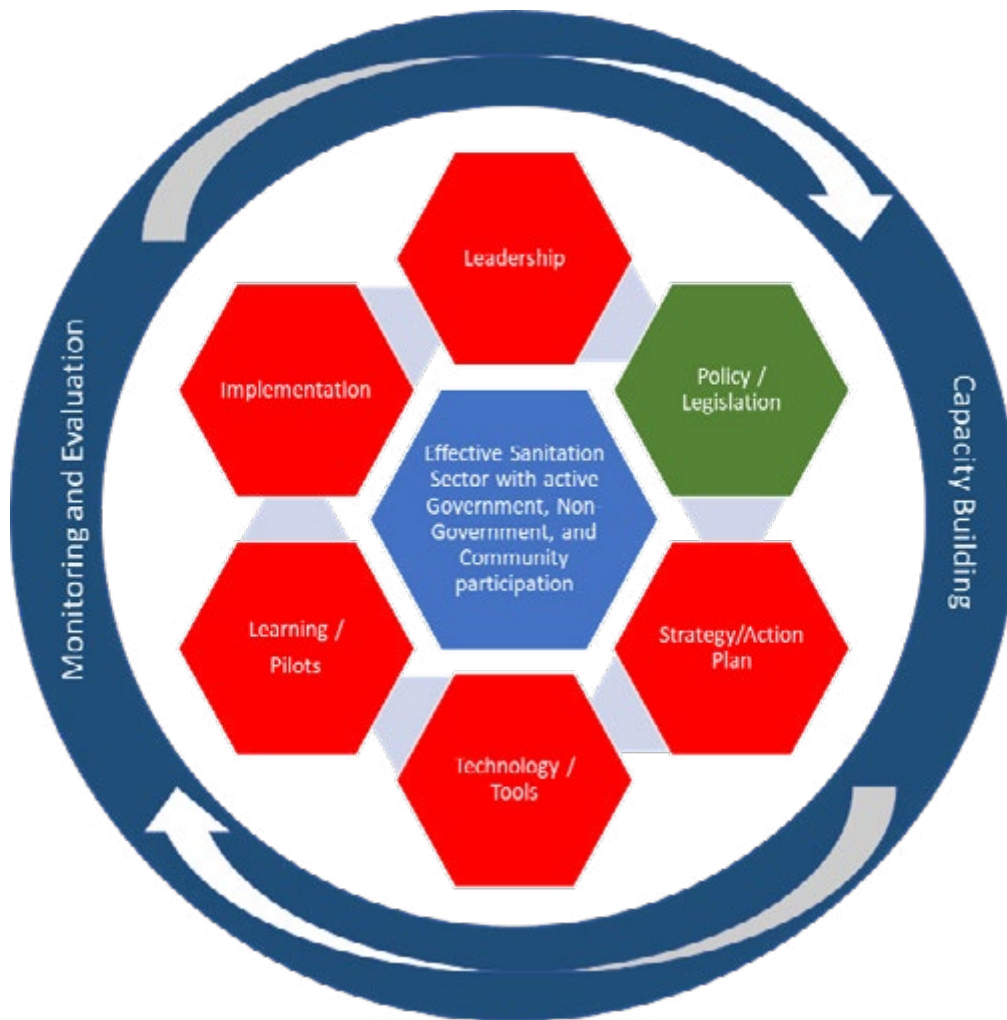 Leadership
Policy /
Legislation
Strategy/Action
Plan
Technology /
Tools
Learning /
Pilots
Implementation
Effective Sanitation
Sector with active
Government, Non-
Government, and
Community
participation
Monitoring and Evaluation
Capacity Building